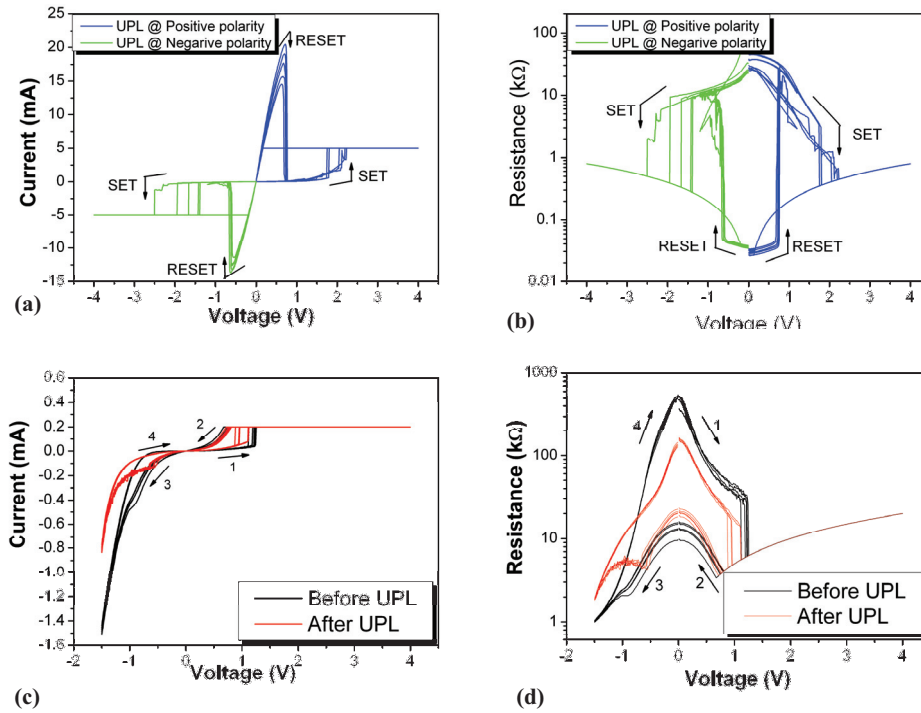 UPL @ Positive polarity
UPL @ Negarive polarity
RESET
SET
SET
RESET
Current (mA)
25
20
15
10
5
0
-5
-10
-15
-4 -3 -2 -1 0 1 2 3 4
Voltage (V)
(a)
UPL @ Positive polarity
UPL @ Negarive polarity
SET
SET
RESET
RESET
Resistance (kΩ)
100
10
1
0.1
0.01
-4 -3 -2 -1 0 1 2 3 4
Voltage (V)
(b)
Current (mA)
0.6
0.4
0.2
0.0
-0.2
-0.4
-0.6
-0.8
-1.0
-1.2
-1.4
-1.6
2
4
1
3
Before UPL
After UPL
-2 0 2 4
Voltage (V)
(c)
Resistance (kΩ)
1000
100
10
1
4
1
3
2
Before UPL
After UPL
-2 -1 0 1 2 3 4
Voltage (V)
(d)